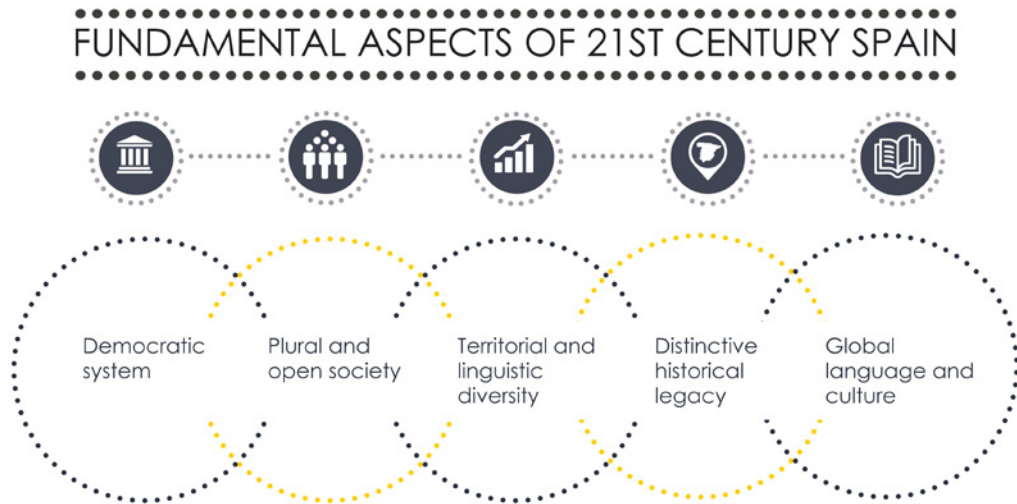 FUNDAMENTAL ASPECTS OF 21ST CENTURY SPAIN
Democratic
system
Plural and
open society
Territorial and
linguistic
diversity
Distinctive
historical
legacy
Global
language and
culture